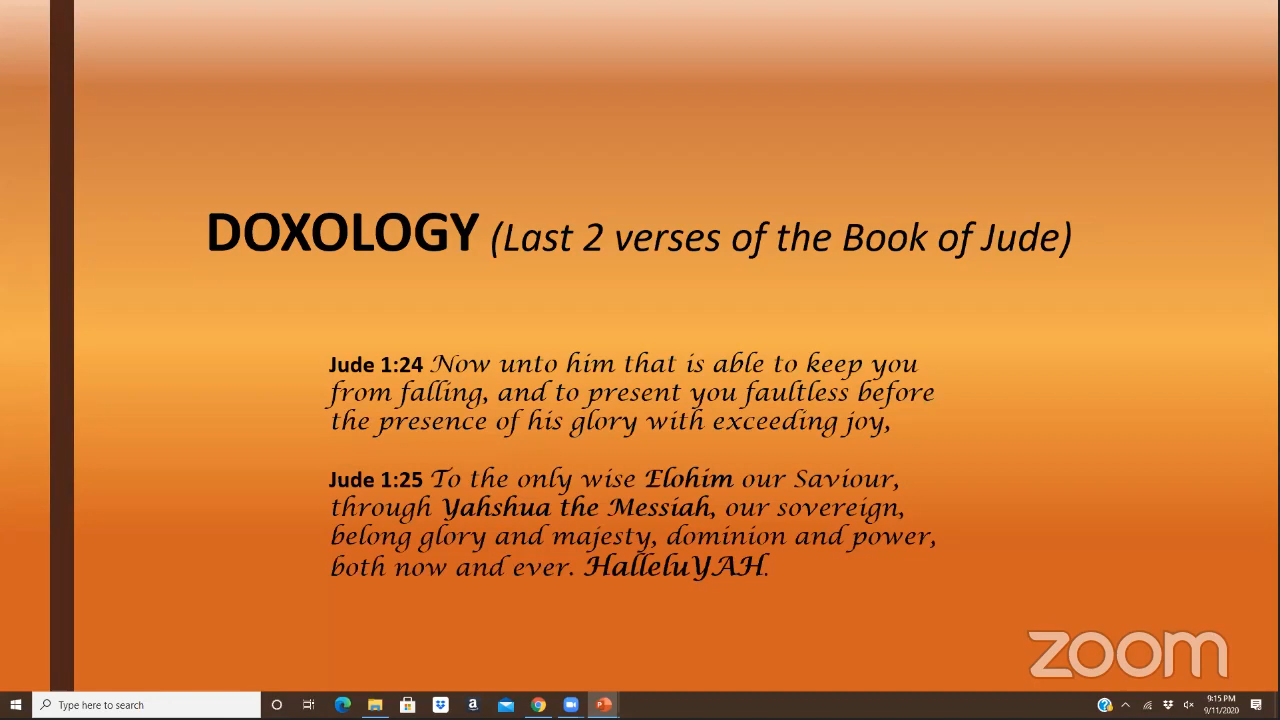 DOXOLOGY (Last 2 verses of the Book of Jude)
Jude 1:24 Now unto him that is able to keep you
from falling, and to present you faultless before
the presence of his glory with exceeding joy,
Jude 1:25 To the only wise Elohim our Saviour,
through Yahshua the Messiah, our sovereign,
belong glory and majesty, dominion and power,
both now and ever. HalleluYAH.
zoom
Type here to search
9:15 PM
9/11/2020